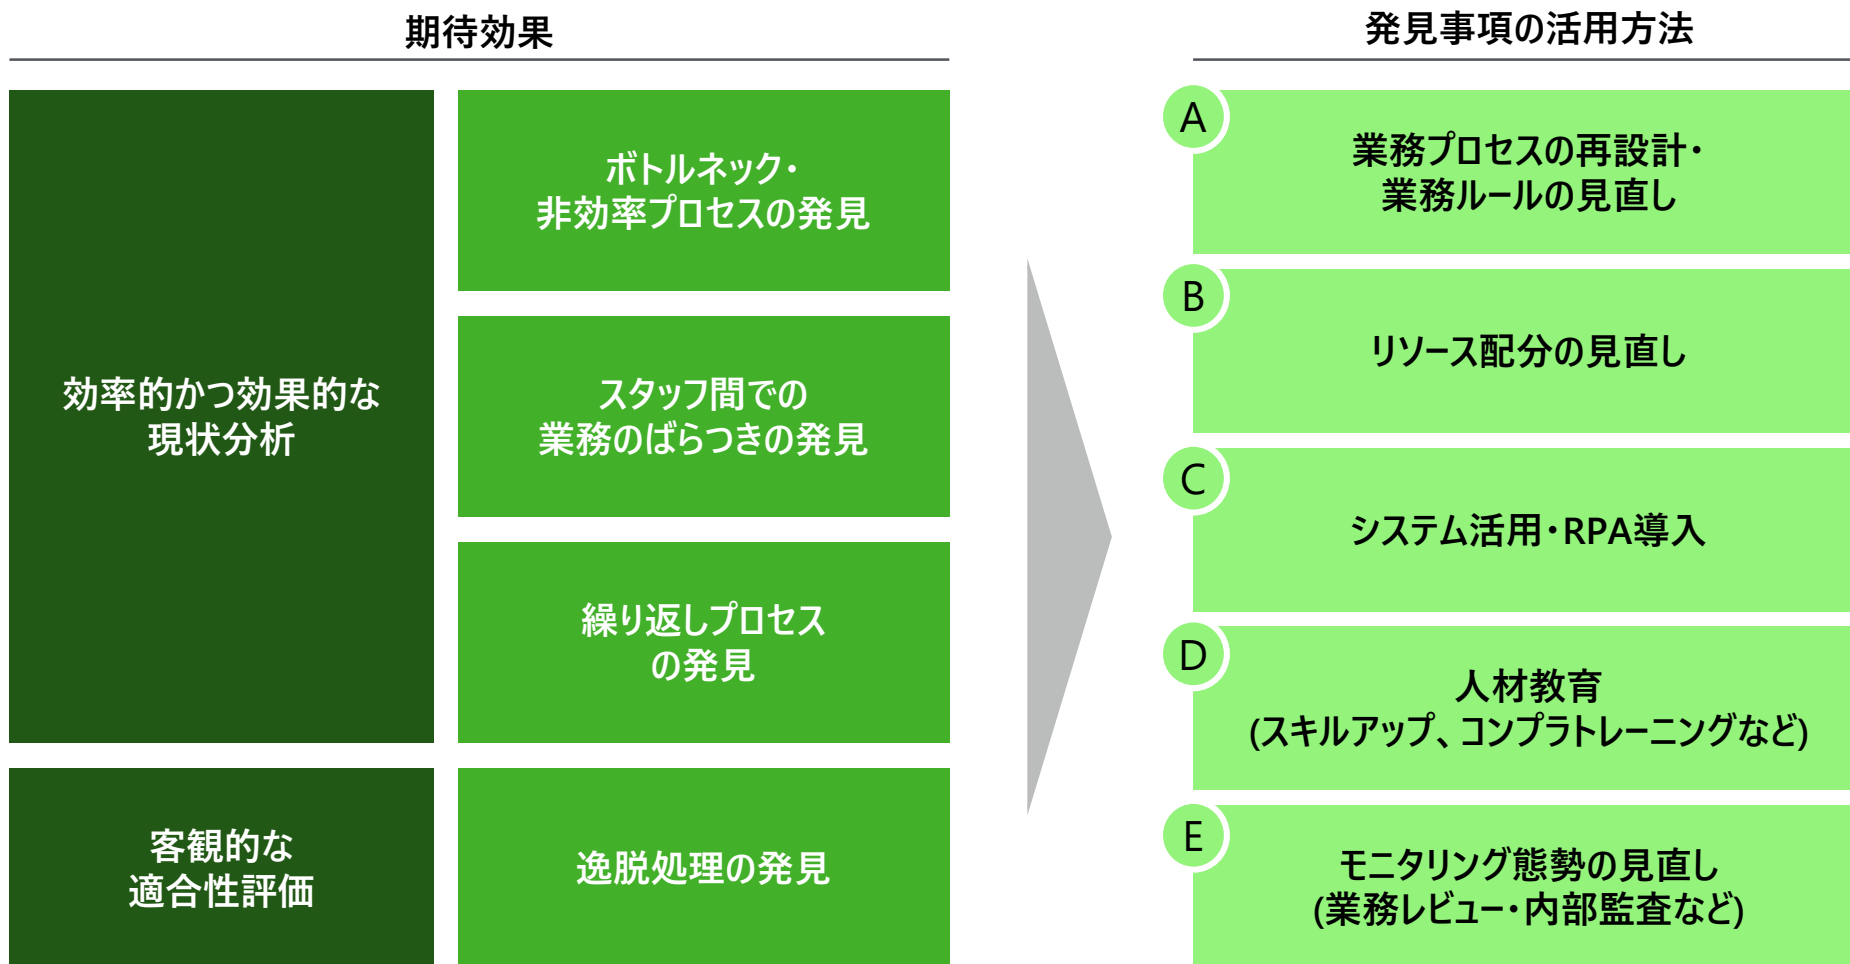 期待効果
効率的かつ効果的な
現状分析
ボトルネック・
非効率プロセスの発見
スタッフ間での
業務のばらつきの発見
繰り返しプロセス
の発見
客観的な
適合性評価
逸脱処理の発見
発見事項の活用方法
A
業務プロセスの再設計・
業務ルールの見直し
B
リソース配分の見直し
C
システム活用・RPA導入
D
人材教育
(スキルアップ、コンプラトレーニングなど)
E
モニタリング態勢の見直し
(業務レビュー・内部監査など)